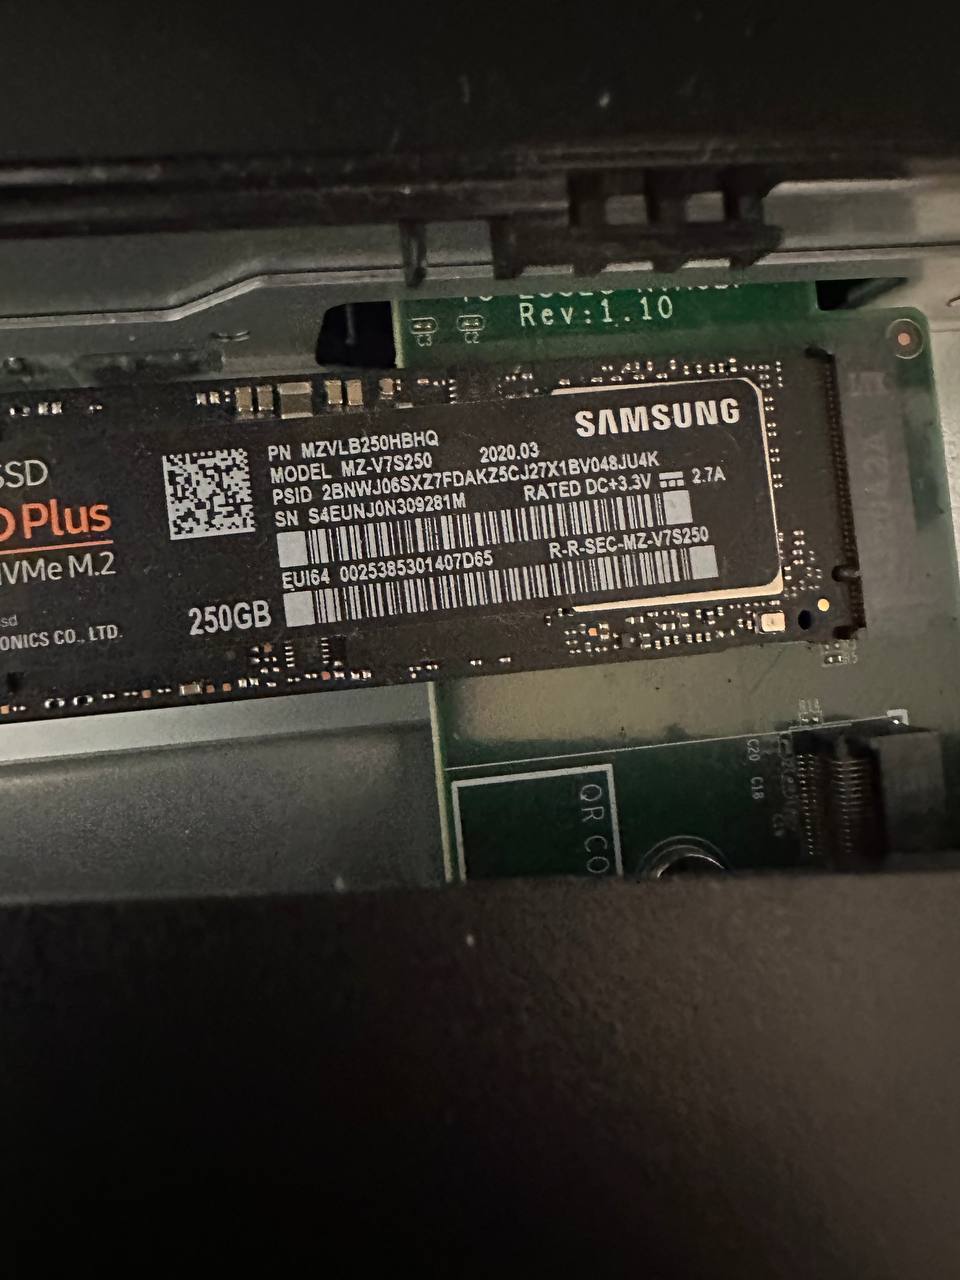 Rev:1.10
C3
C2
SAMSUNG
PN MZVLB250HBHQ
MODEL MZ-V7S250 2020.03
PSID 2BNWJ06SXZ7FDAKZ5CJ27X1BV048JU4K
SN S4EUNJ0N309281M RATED DC+3.3V 2.7A
EUI64 0025385301407D65 R-R-SEC-MZ-V7S250
250GB
SSD
Plus
NVMe M.2
ssd
ONICS CO., LTD.
C20
C18
QR CO